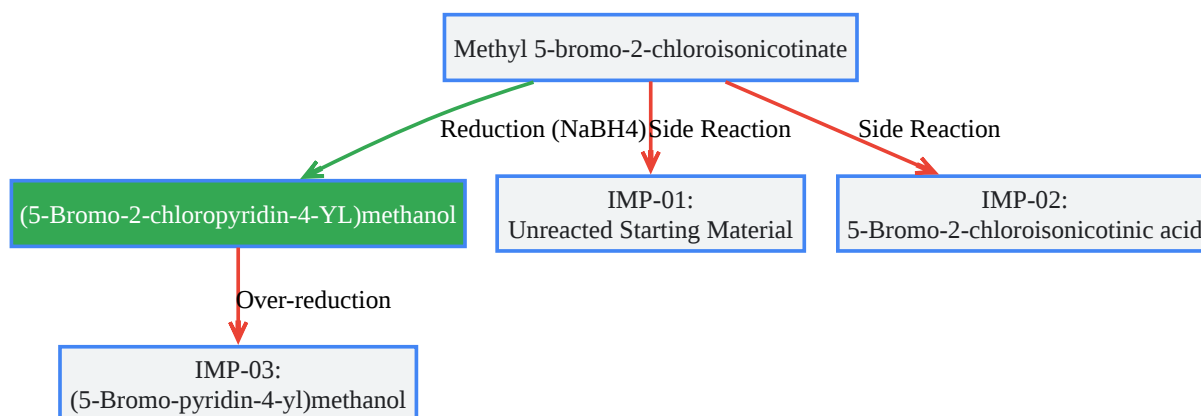 Methyl 5-bromo-2-chloroisonicotinate
Reduction (NaBH4)
Side Reaction
Side Reaction
(5-Bromo-2-chloropyridin-4-YL)methanol
IMP-01:
Unreacted Starting Material
IMP-02:
5-Bromo-2-chloroisonicotinic acid
Over-reduction
IMP-03:
(5-Bromo-pyridin-4-yl)methanol